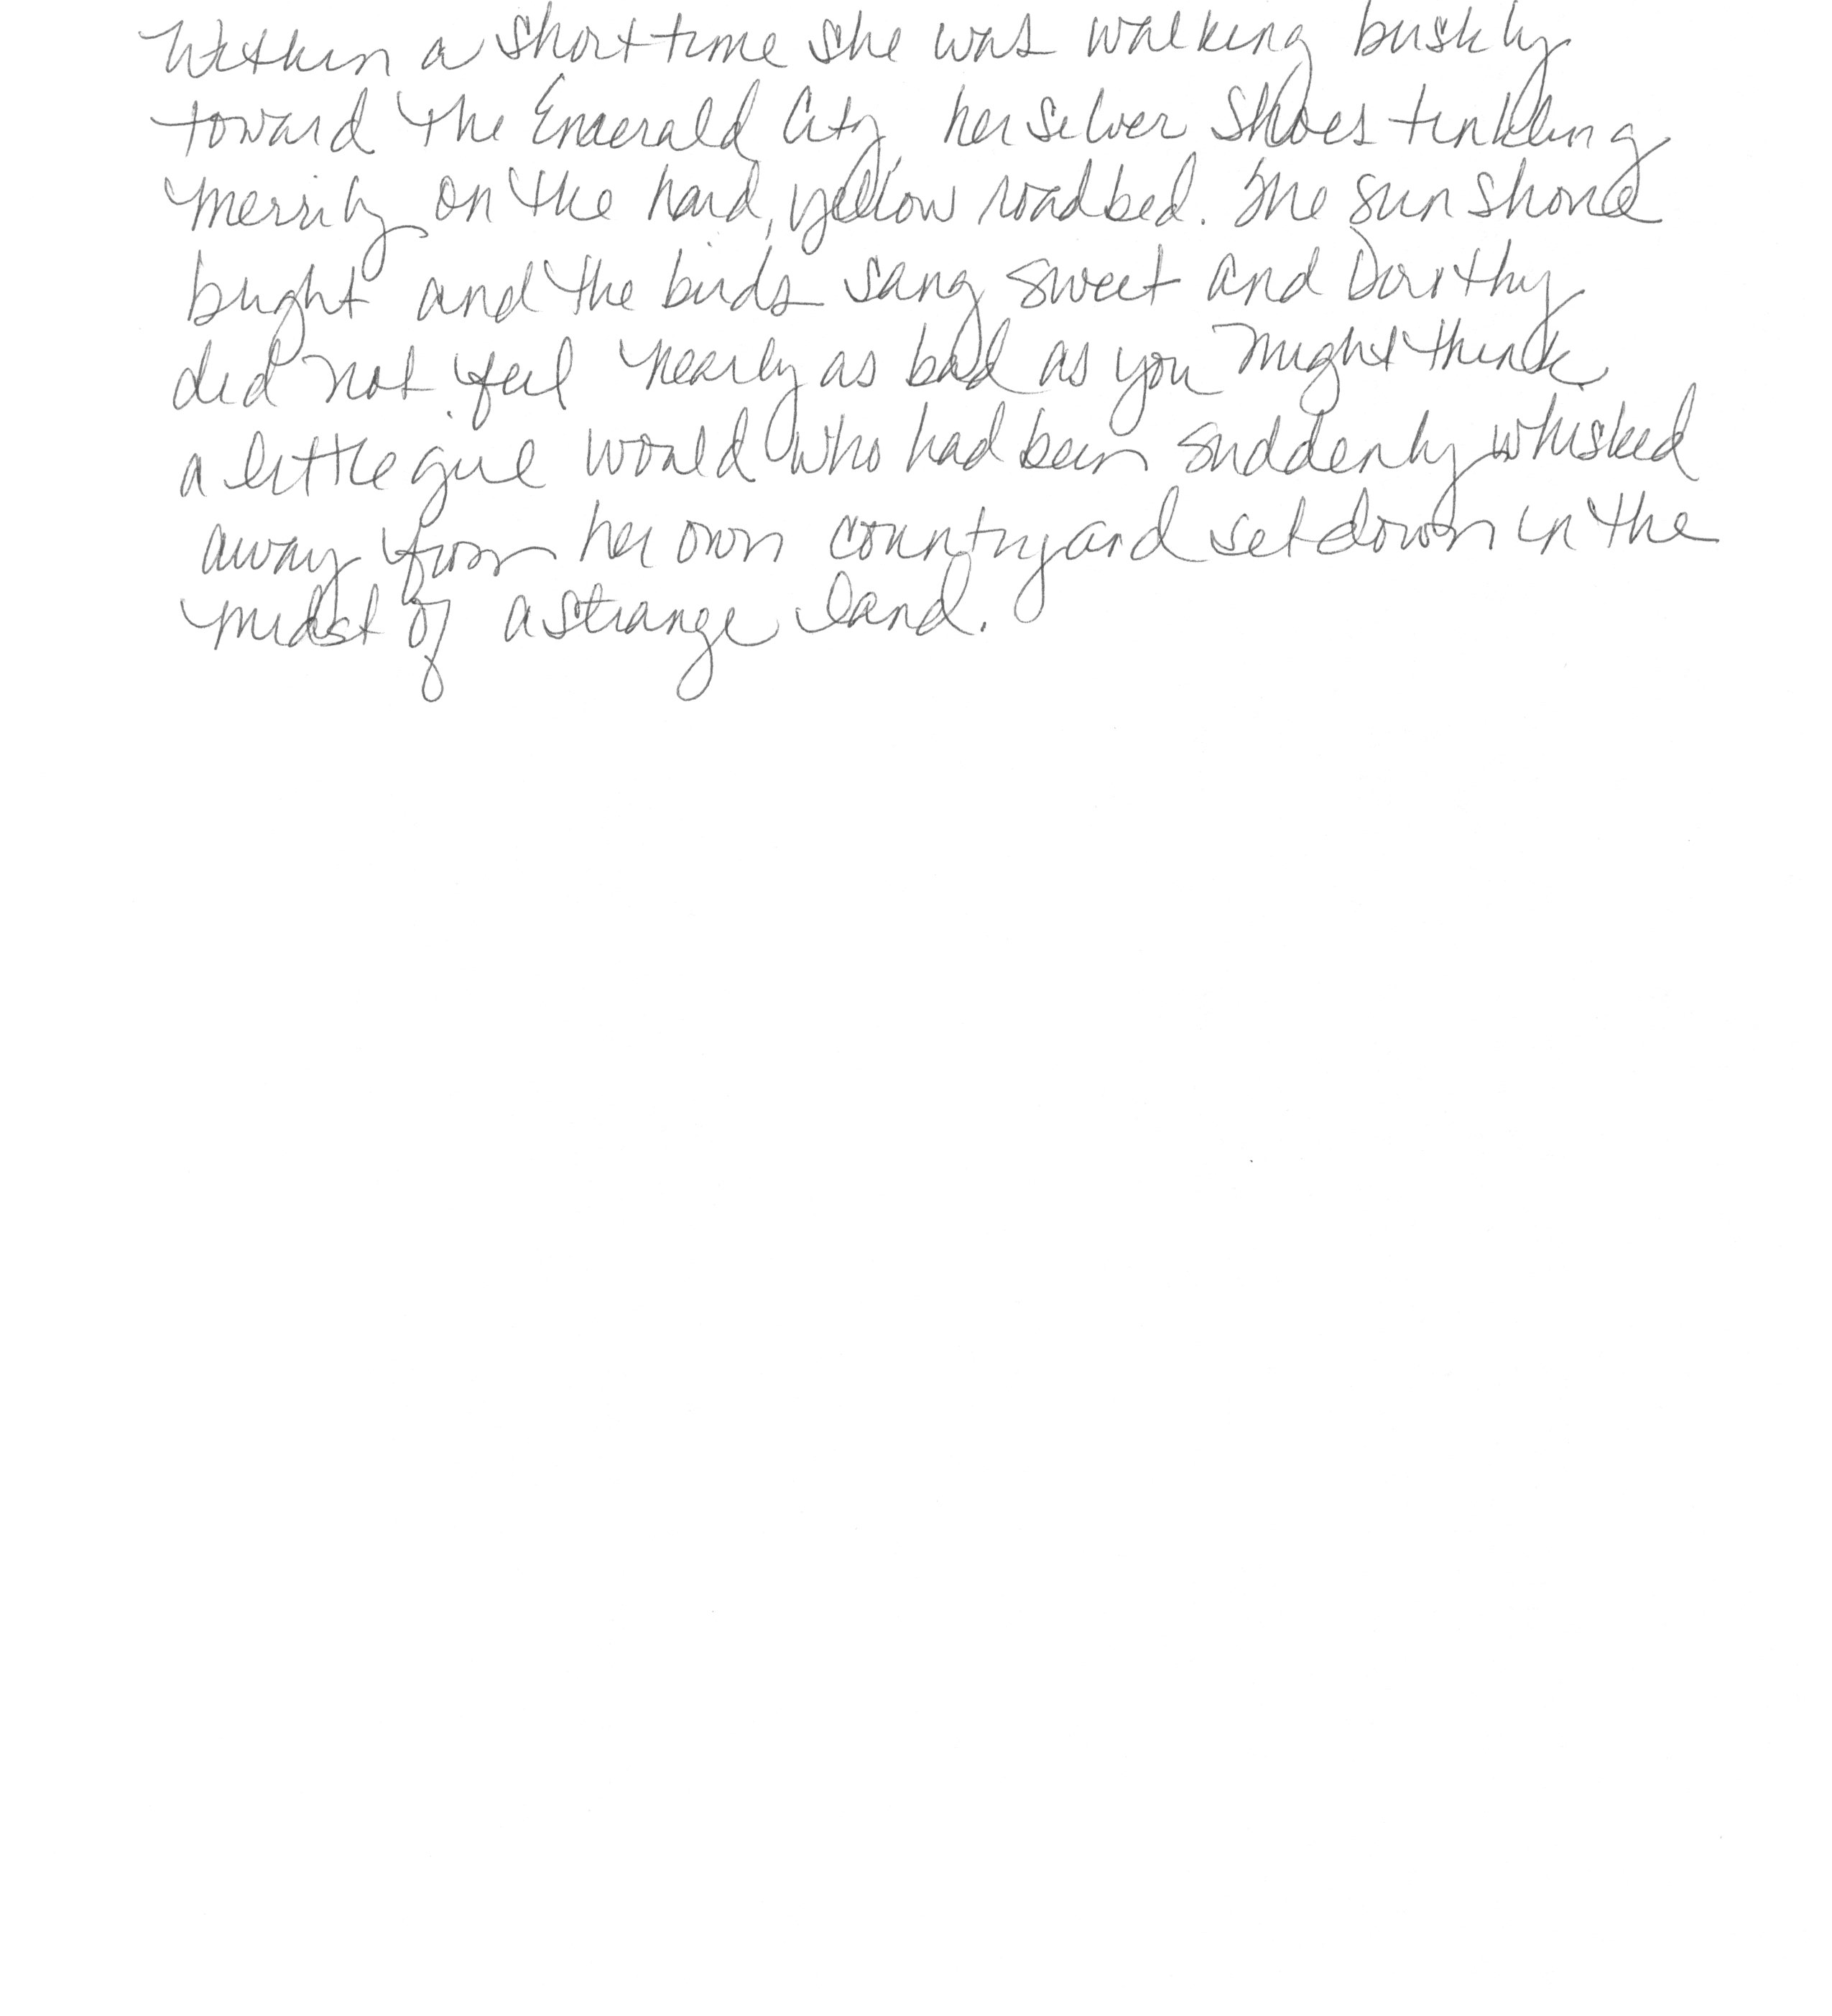 Within a short time she was walking briskly
toward the Emerald City, her silver shoes tinkling
merrily on the hard, yellow roadbed. The sun shone
bright and the birds sang sweet and Dorothy
did not feel nearly as bad as you might think
a little girl would who had been suddenly whisked
away from her own country and set down in the
midst of a strange land.